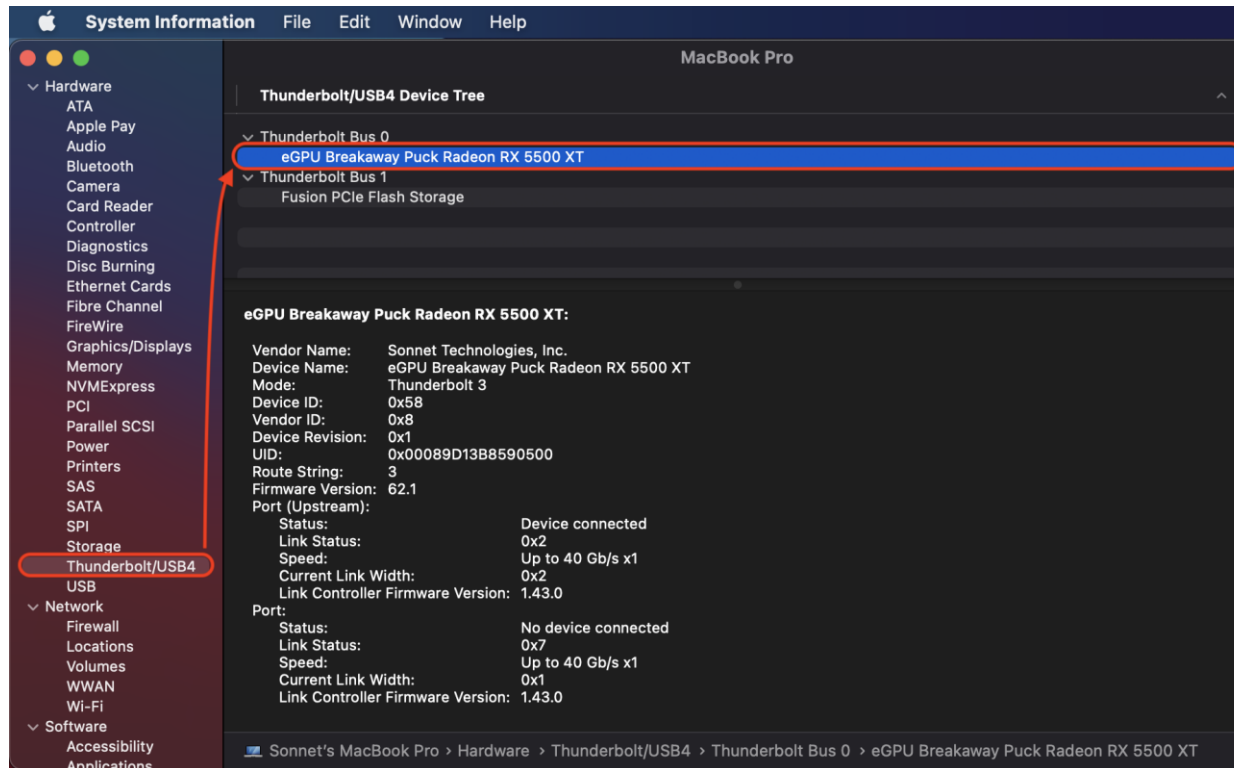 System Information File Edit Window Help
MacBook Pro
Hardware
ATA
Apple Pay
Audio
Bluetooth
Camera
Card Reader
Controller
Diagnostics
Disc Burning
Ethernet Cards
Fibre Channel
FireWire
Graphics/Displays
Memory
NVMExpress
PCI
Parallel SCSI
Power
Printers
SAS
SATA
SPI
Storage
Thunderbolt/USB4
USB
Network
Firewall
Locations
Volumes
WWAN
Wi-Fi
Software
Accessibility
Applications
Thunderbolt/USB4 Device Tree
Thunderbolt Bus 0
eGPU Breakaway Puck Radeon RX 5500 XT
Thunderbolt Bus 1
Fusion PCIe Flash Storage
eGPU Breakaway Puck Radeon RX 5500 XT:
Vendor Name: Sonnet Technologies, Inc.
Device Name: eGPU Breakaway Puck Radeon RX 5500 XT
Mode: Thunderbolt 3
Device ID: 0x58
Vendor ID: 0x8
Device Revision: 0x1
UID: 0x00089D13B8590500
Route String: 3
Firmware Version: 62.1
Port (Upstream):
Status: Device connected
Link Status: 0x2
Speed: Up to 40 Gb/s x1
Current Link Width: 0x2
Link Controller Firmware Version: 1.43.0
Port:
Status: No device connected
Link Status: 0x7
Speed: Up to 40 Gb/s x1
Current Link Width: 0x1
Link Controller Firmware Version: 1.43.0
Sonnet's MacBook Pro › Hardware › Thunderbolt/USB4 › Thunderbolt Bus 0 › eGPU Breakaway Puck Radeon RX 5500 XT